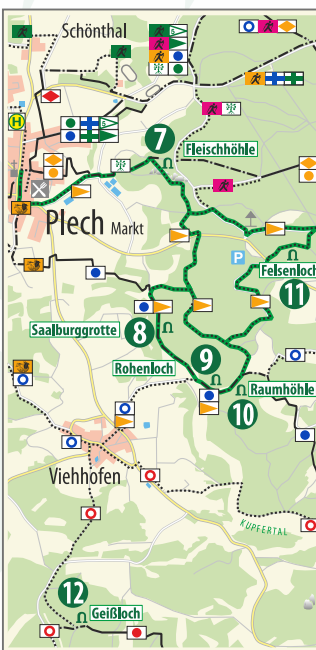 Schönthal
H
7
Fleischhöhle
Plech Markt
P
Felsenloch
11
Saalburggrotte
8
9
Rohenloch
Raumhöhle
10
Viehhofen
KUPFERTAL
12
Geißloch